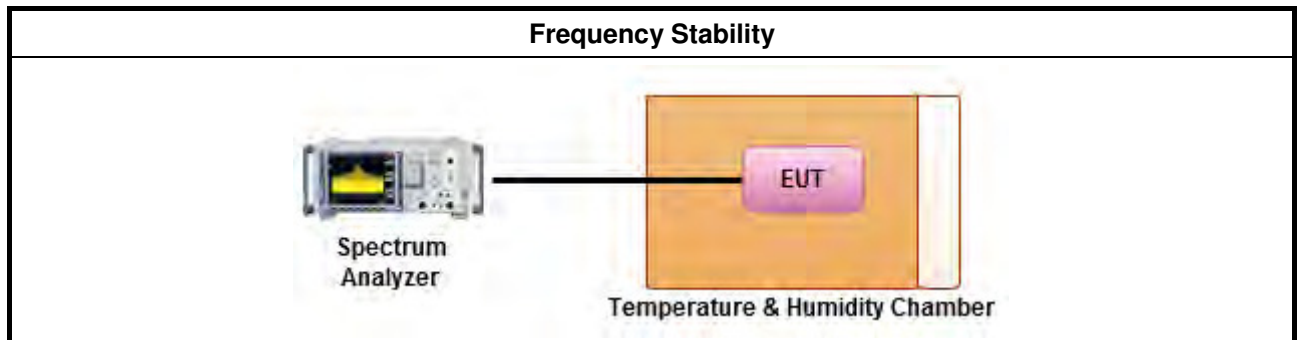 Frequency Stability
EUT
Spectrum
Analyzer
Temperature & Humidity Chamber